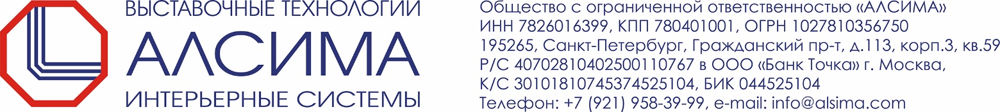 ВЫСТАВОЧНЫЕ ТЕХНОЛОГИИ
АЛСИМА
ИНТЕРЬЕРНЫЕ СИСТЕМЫ
Общество с ограниченной ответственностью «АЛСИМА»
ИНН 7826016399, КПП 780401001, ОГРН 1027810356750
195265, Санкт-Петербург, Гражданский пр-т, д.113, корп.3, кв.59
Р/С 40702810402500110767 в ООО «Банк Точка» г. Москва,
К/С 30101810745374525104, БИК 044525104
Телефон: +7 (921) 958-39-99, e-mail: info@alsima.com